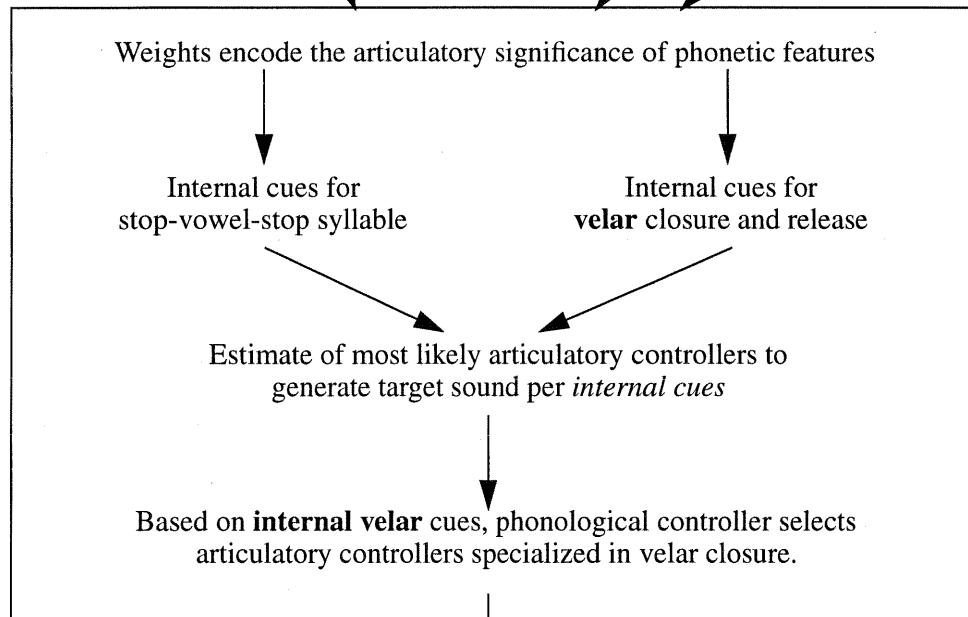 Weights encode the articulatory significance of phonetic features
Internal cues for
stop-vowel-stop syllable
Internal cues for
velar closure and release
Estimate of most likely articulatory controllers to
generate target sound per internal cues
Based on internal velar cues, phonological controller selects
articulatory controllers specialized in velar closure.